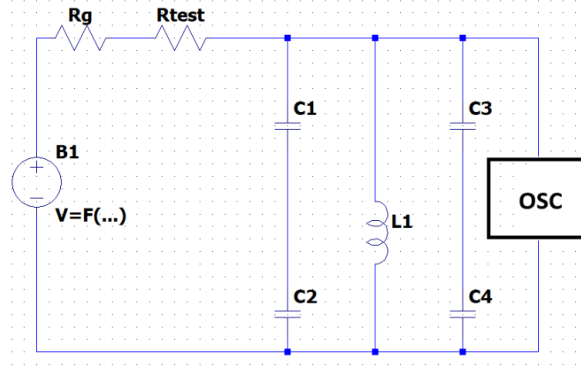 Rg Rtest
C1 C3
B1
OSC
V=F(...)
L1
C2 C4